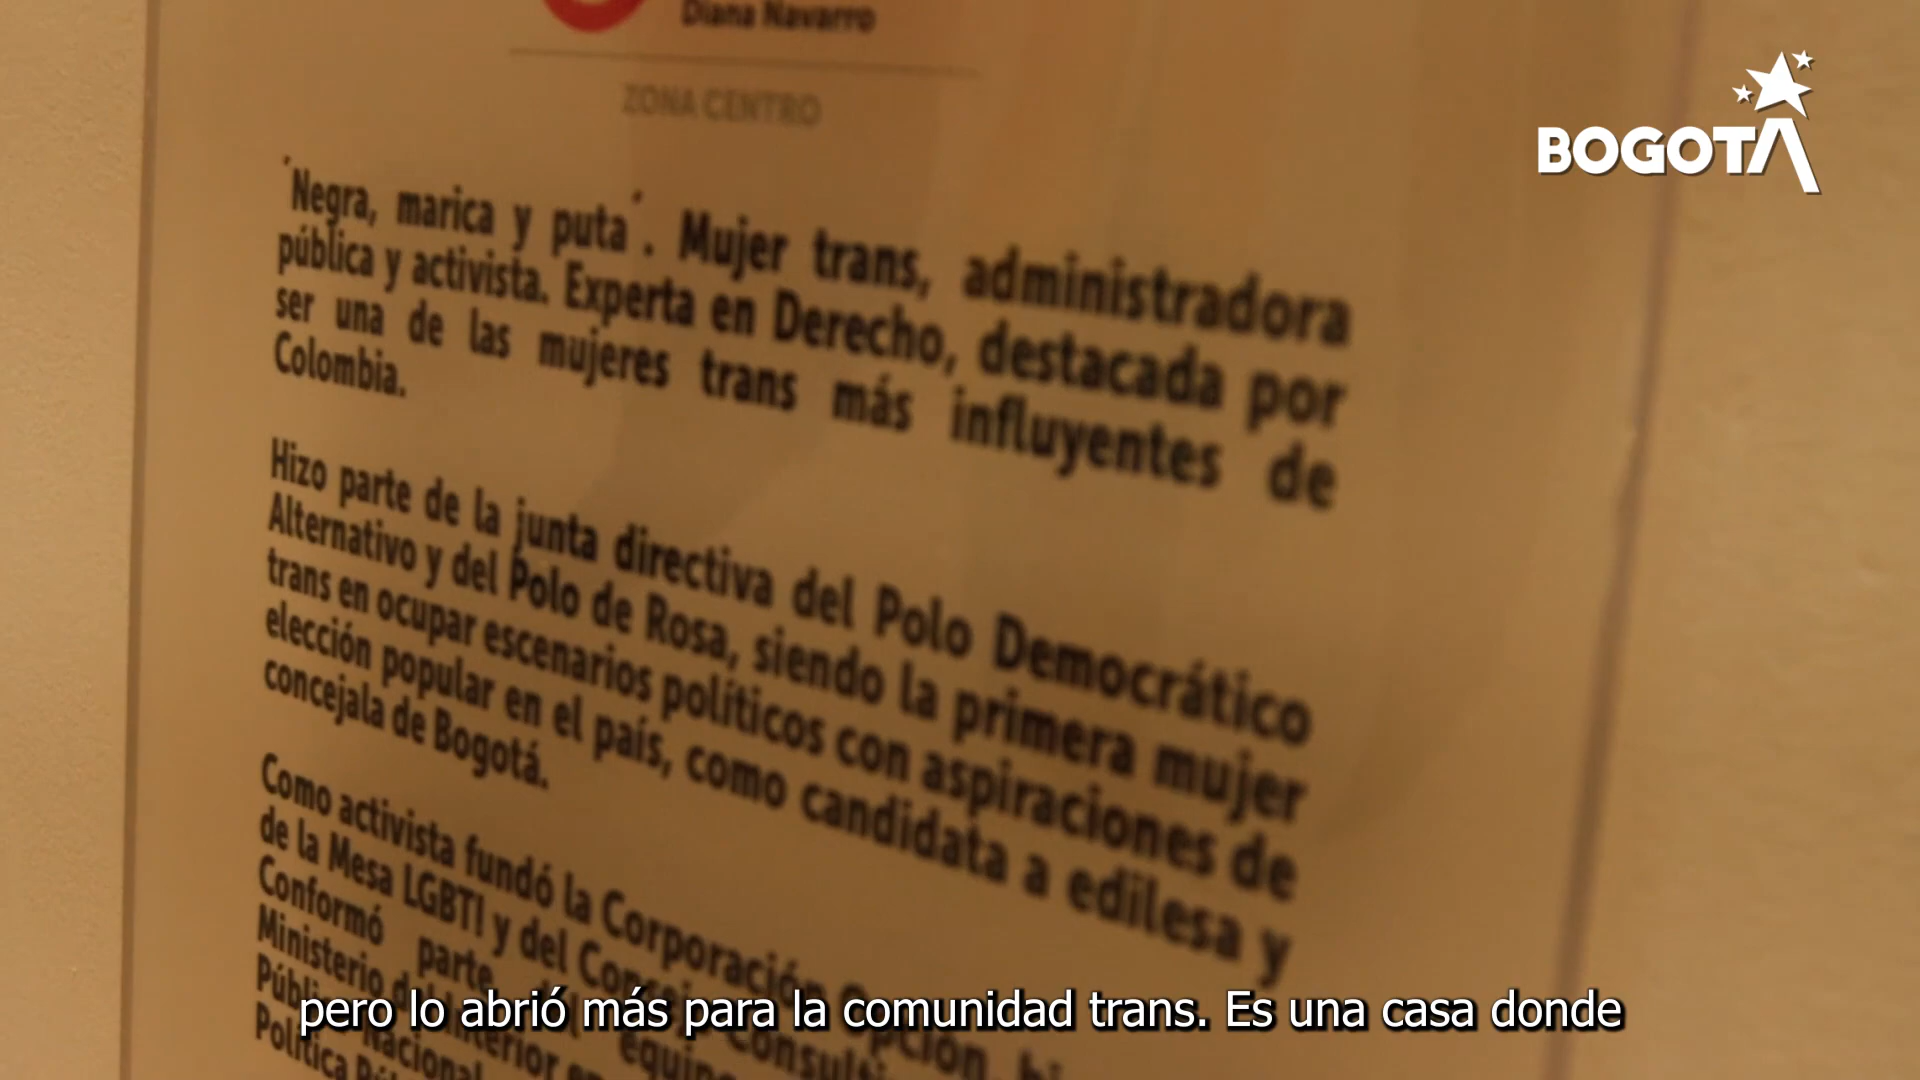 Diana Navarro
ZONA CENTRO
BOGOTÁ
´Negra, marica y puta´. Mujer trans, administradora
pública y activista. Experta en Derecho, destacada por
ser una de las mujeres trans más influyentes de
Colombia.
Hizo parte de la junta directiva del Polo Democrático
Alternativo y del Polo de Rosa, siendo la primera mujer
trans en ocupar escenarios políticos con aspiraciones de
elección popular en el país, como candidata a edilesa y
concejala de Bogotá.
Como activista fundó la Corporación Opción,
de la Mesa LGBTI y del
Conformó parte
Ministerio
Política
pero lo abrió más para la comunidad trans. Es una casa donde